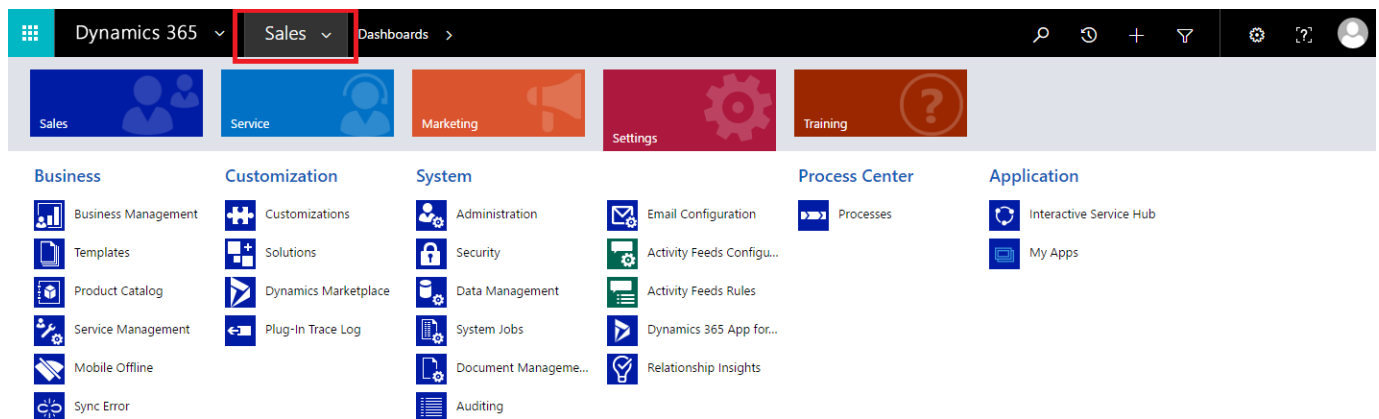 Dynamics 365 Sales Dashboards
Sales Service Marketing Settings Training
Business Customization System Process Center Application
Business Management Customizations Administration Email Configuration Processes Interactive Service Hub
Templates Solutions Security Activity Feeds Configu... My Apps
Product Catalog Dynamics Marketplace Data Management Activity Feeds Rules
Service Management Plug-In Trace Log System Jobs Dynamics 365 App for...
Mobile Offline Document Manageme... Relationship Insights
Sync Error Auditing